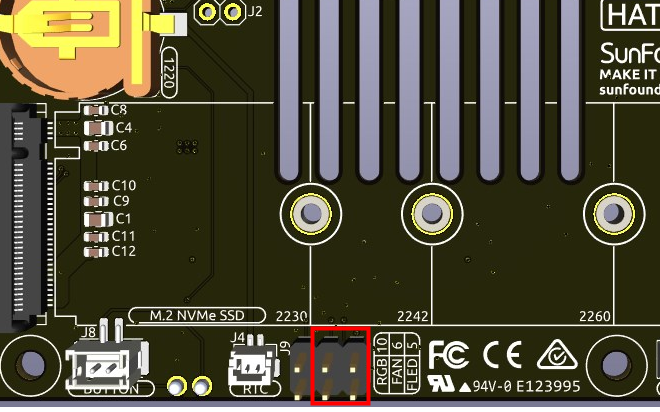 J2
HAT
SunFo
MAKE IT
sunfound
1220
C8
C4
C6
C10
C9
C1
C11
C12
M.2 NVMe SSD
2230
2242
2260
J8
J4
J9
RGB 10
FAN 6
FLED 5
FC CE
94V-0 E123995
BUTTON
RTC